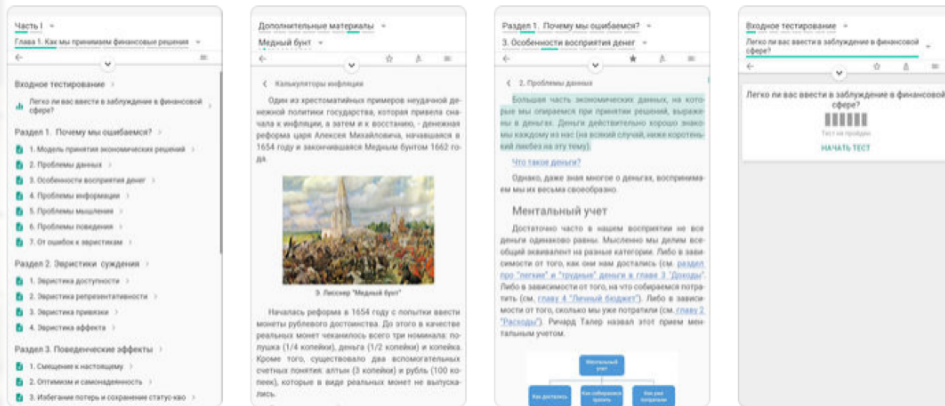 Часть I
Глава 1. Как мы принимаем финансовые решения
Входное тестирование
Легко ли вас ввести в заблуждение в финансовой
сфере?
Раздел 1. Почему мы ошибаемся?
1. Модель принятия экономических решений
2. Проблемы данных
3. Особенности восприятия денег
4. Проблемы информации
5. Проблемы мышления
6. Проблемы поведения
7. От ошибок к эвристикам
Раздел 2. Эвристики суждения
1. Эвристика доступности
2. Эвристика репрезентативности
3. Эвристика привязки
4. Эвристика аффекта
Раздел 3. Поведенческие эффекты
1. Смещение к настоящему
2. Оптимизм и самонадеянность
3. Избегание потерь и сохранение статус-кво
Дополнительные материалы
Медный бунт
Калькуляторы инфляции
Один из хрестоматийных примеров неудачной де-
нежной политики государства, которая привела сна-
чала к инфляции, а затем и к восстанию, - денежная
реформа царя Алексея Михайловича, начавшаяся в
1654 году и закончившаяся Медным бунтом 1662 го-
да.
Э. Лисснер "Медный бунт"
Началась реформа в 1654 году с попытки ввести
монеты рублевого достоинства. До этого в качестве
реальных монет чеканилось всего три номинала: по-
лушка (1/4 копейки), деньга (1/2 копейки) и копейка.
Кроме того, существовало два вспомогательных
счетных понятия: алтын (3 копейки) и рубль (100 ко-
пеек), которые в виде реальных монет не выпуска-
лись.
Раздел 1. Почему мы ошибаемся?
3. Особенности восприятия денег
2. Проблемы данных
Большая часть экономических данных, на кото-
рые мы опираемся при принятии решений, выраже-
ны в деньгах. Деньги действительно хорошо знако-
мы каждому из нас (на всякий случай, ниже коротень-
кий ликбез на эту тему).
Что такое деньги?
Однако, даже зная многое о деньгах, воспринима-
ем мы их весьма своеобразно.
Ментальный учет
Достаточно часто в нашем восприятии не все
деньги одинаково равны. Мысленно мы делим все-
общий эквивалент на разные категории. Либо в зави-
симости от того, как они нам достались (см. раздел
про "легкие" и "трудные" деньги в главе 3 "Доходы".
Либо в зависимости от того, на что собираемся потра-
тить (см. главу 4 "Личный бюджет"). Либо в зависи-
мости от того, сколько мы уже потратили (см. главу 2
"Расходы"). Ричард Талер назвал этот прием мен-
тальным учетом.
Ментальный
учет
Как достались
Как собираемся
тратить
Как уже
потратили
Входное тестирование
Легко ли вас ввести в заблуждение в финансовой
сфере?
Легко ли вас ввести в заблуждение в финансовой
сфере?
Тест не пройден
НАЧАТЬ ТЕСТ